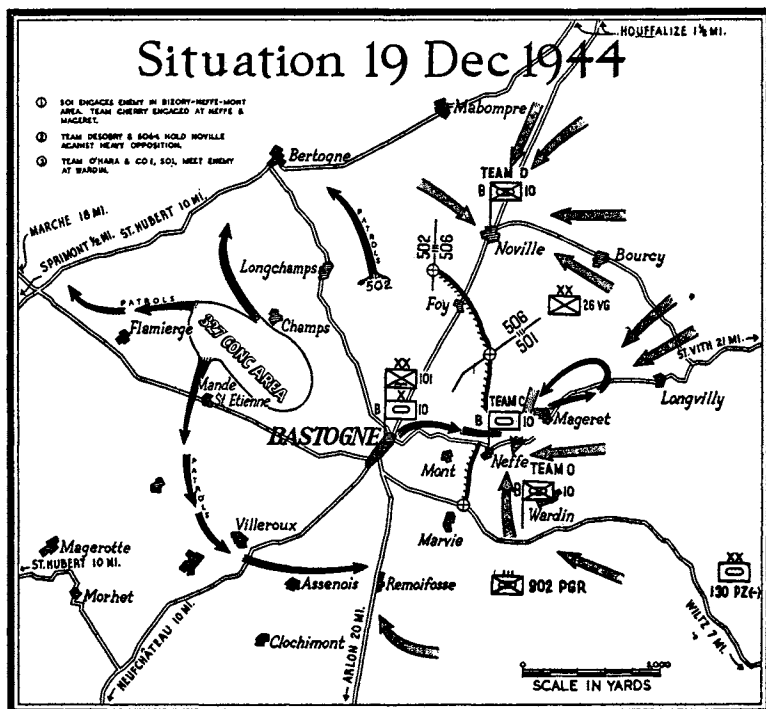 HOUFFALIZE 1½ MI.
Situation 19 Dec 1944
① 501 ENGAGES ENEMY IN BIZORY-NEFFE-MONT
AREA. TEAM CHERRY ENGAGED AT NEFFE &
MAGERET.
② TEAM DESOBRY & 506-1 HOLD NOVILLE
AGAINST HEAVY OPPOSITION.
③ TEAM O'HARA & CO I, 501, MEET ENEMY
AT WARDIN.
Mabompre
Bertogne
TEAM D
B 10
MARCHE 18 MI.
SPRIMONT ½ MI.
ST. HUBERT 10 MI.
PATROLS
502
506
Noville
Bourcy
Longchamps
502
Foy
XX
26 VG
PATROLS
Flamierge
Champs
327 CONC AREA
506
501
ST. VITH 21 MI.
XX
101
X
B 10
Mande
St Etienne
TEAM C
B 10
Mageret
Longvilly
BASTOGNE
PATROLS
Mont
Neffe
TEAM O
B 10
Wardin
Marvie
Villeroux
Magerotte
ST. HUBERT 10 MI.
Assenois
Remoifosse
902 PGR
XX
130 PZ(-)
Morhet
Clochimont
NEUFCHÂTEAU 10 MI.
ARLON 20 MI.
WILTZ 7 MI.
SCALE IN YARDS